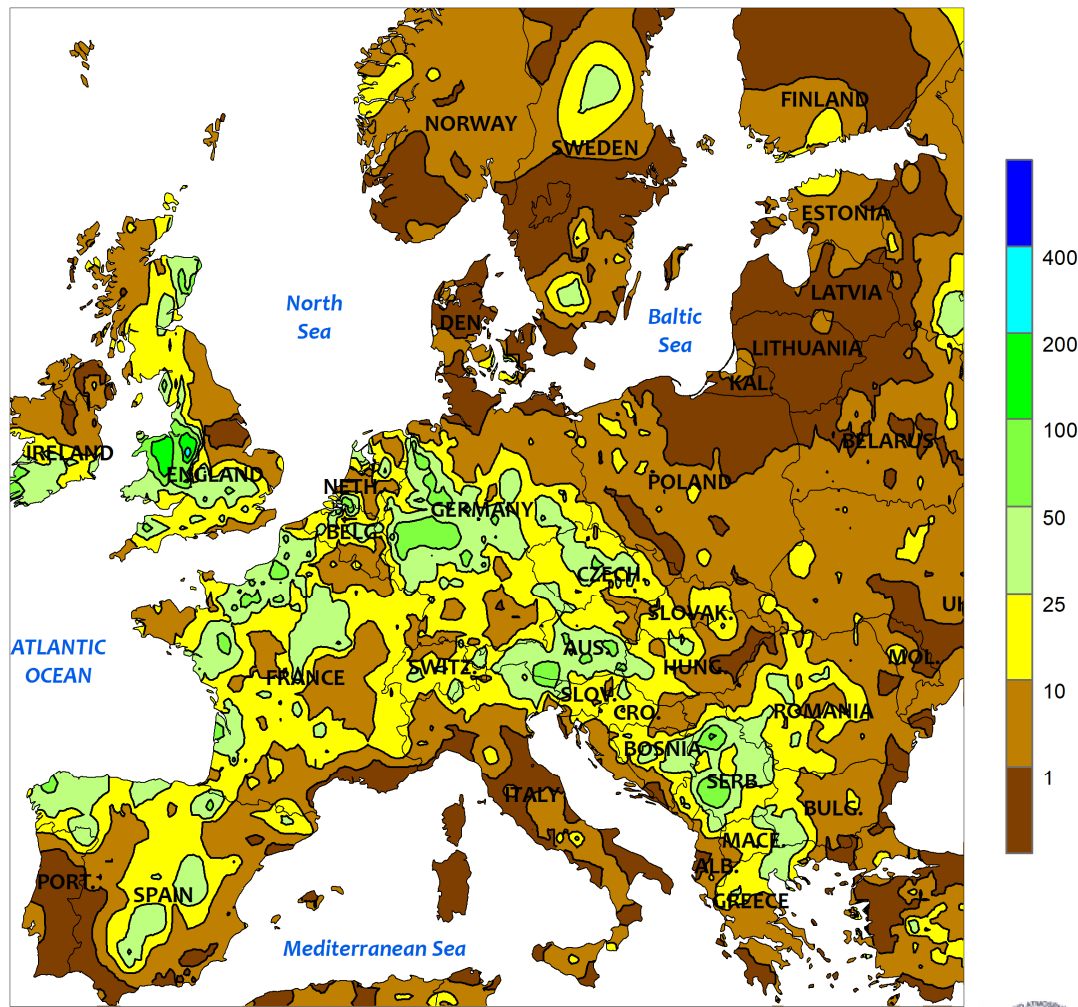 FINLAND
NORWAY
SWEDEN
ESTONIA
400
North
Sea
LATVIA
Baltic
Sea
DEN.
200
LITHUANIA
KAL.
100
BELARUS
IRELAND
ENGLAND
POLAND
NETH.
GERMANY
50
BELG.
CZECH.
25
SLOVAK.
ATLANTIC
OCEAN
AUS.
MOL.
FRANCE
SWITZ.
HUNG.
10
SLOV.
CRO.
ROMANIA
BOSNIA
1
SERB.
ITALY
BULG.
MACE.
ALB.
PORT.
SPAIN
GREECE
Mediterranean Sea